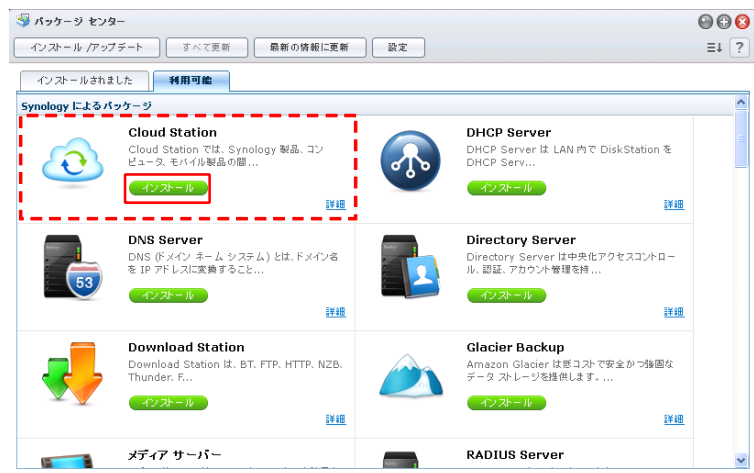 パッケージ センター
インストール /アップデート すべて更新 最新の情報に更新 設定
インストールされました 利用可能
Synology によるパッケージ
Cloud Station
Cloud Station では、Synology 製品、コン
ピュータ、モバイル製品の間...
インストール
詳細
DHCP Server
DHCP Server は LAN 内で DiskStation を
DHCP Serv...
インストール
詳細
DNS Server
DNS (ドメイン ネーム システム) とは、ドメイン名
を IP アドレスに変換すること...
インストール
詳細
53
Directory Server
Directory Server は中央化アクセスコントロー
ル、認証、アカウント管理を持...
インストール
詳細
Download Station
Download Station は、BT、FTP、HTTP、NZB、
Thunder、F...
インストール
詳細
Glacier Backup
Amazon Glacier は低コストで安全かつ強固な
データ ストレージを提供します。...
インストール
詳細
メディア サーバー
RADIUS Server